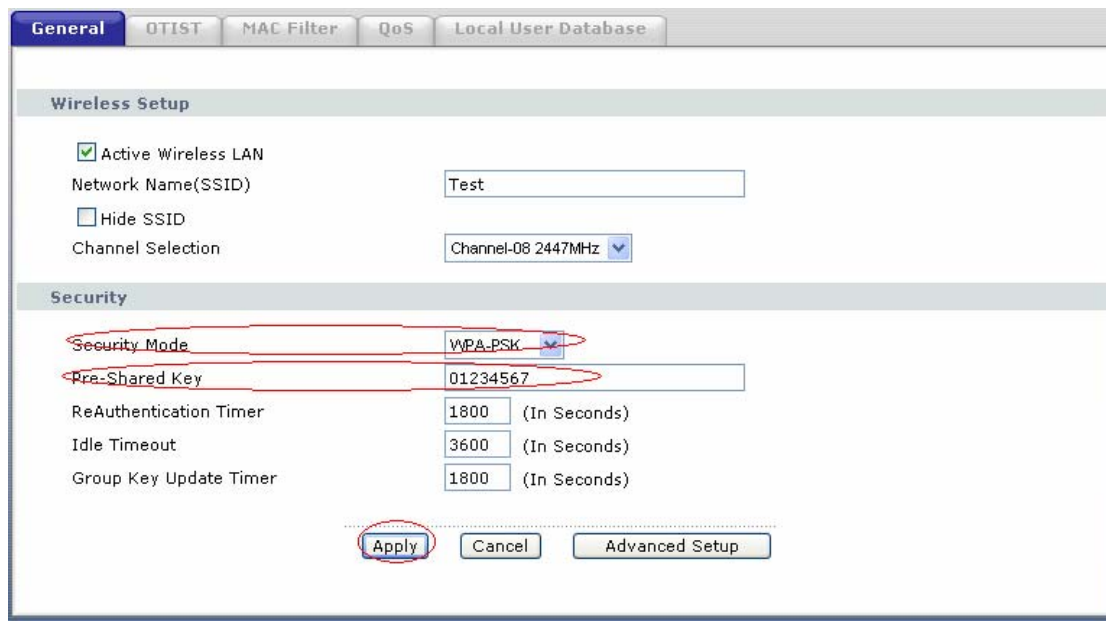 General OTIST MAC Filter QoS Local User Database
Wireless Setup
Active Wireless LAN
Network Name(SSID) Test
Hide SSID
Channel Selection Channel-08 2447MHz
Security
Security Mode WPA-PSK
Pre-Shared Key 01234567
ReAuthentication Timer 1800 (In Seconds)
Idle Timeout 3600 (In Seconds)
Group Key Update Timer 1800 (In Seconds)
Apply Cancel Advanced Setup